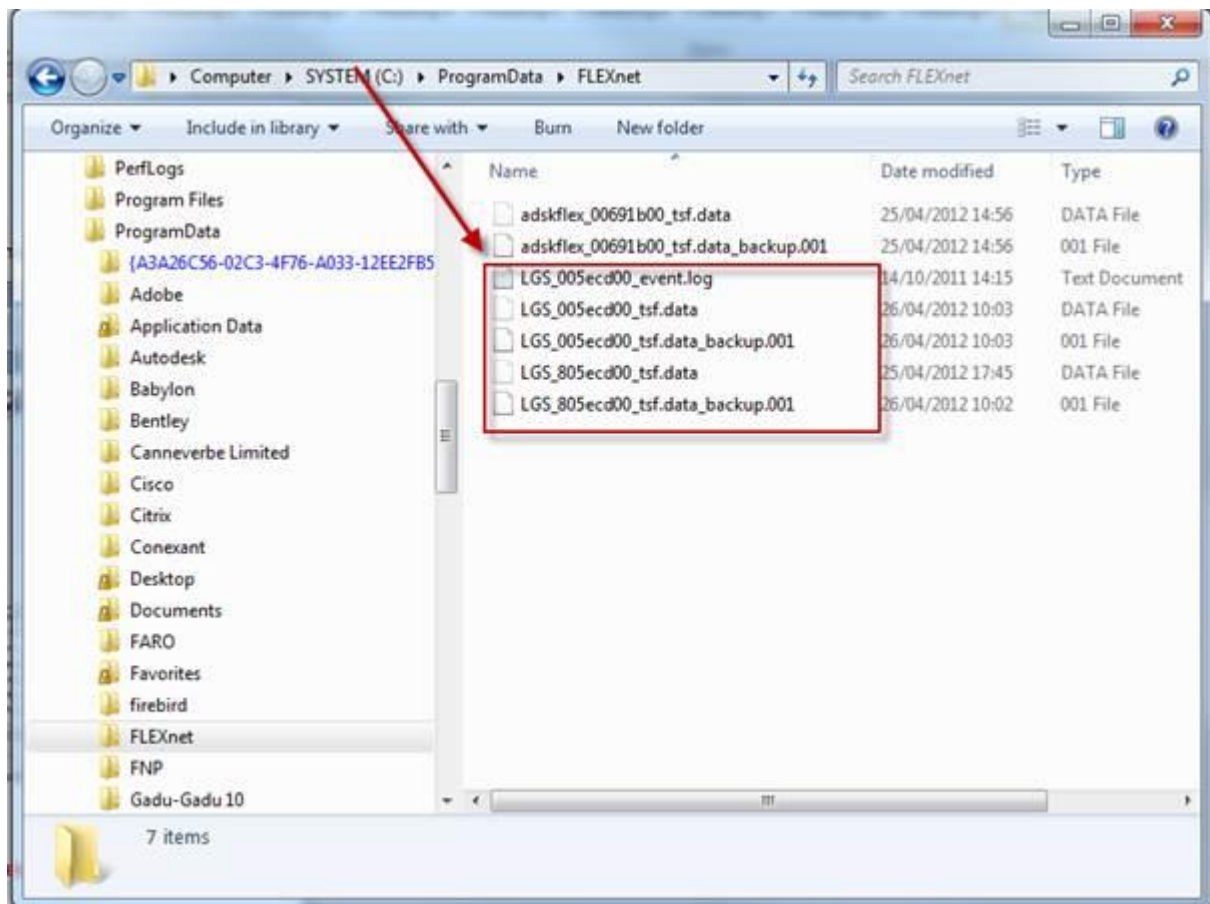 Computer ▸ SYSTEM (C:) ▸ ProgramData ▸ FLEXnet
Search FLEXnet
Organize Include in library Share with Burn New folder
PerfLogs
Program Files
ProgramData
{A3A26C56-02C3-4F76-A033-12EE2FB5
Adobe
Application Data
Autodesk
Babylon
Bentley
Canneverbe Limited
Cisco
Citrix
Conexant
Desktop
Documents
FARO
Favorites
firebird
FLEXnet
FNP
Gadu-Gadu 10
Name Date modified Type
adskflex_00691b00_tsf.data 25/04/2012 14:56 DATA File
adskflex_00691b00_tsf.data_backup.001 25/04/2012 14:56 001 File
LGS_005ecd00_event.log 14/10/2011 14:15 Text Document
LGS_005ecd00_tsf.data 26/04/2012 10:03 DATA File
LGS_005ecd00_tsf.data_backup.001 26/04/2012 10:03 001 File
LGS_805ecd00_tsf.data 25/04/2012 17:45 DATA File
LGS_805ecd00_tsf.data_backup.001 26/04/2012 10:02 001 File
7 items